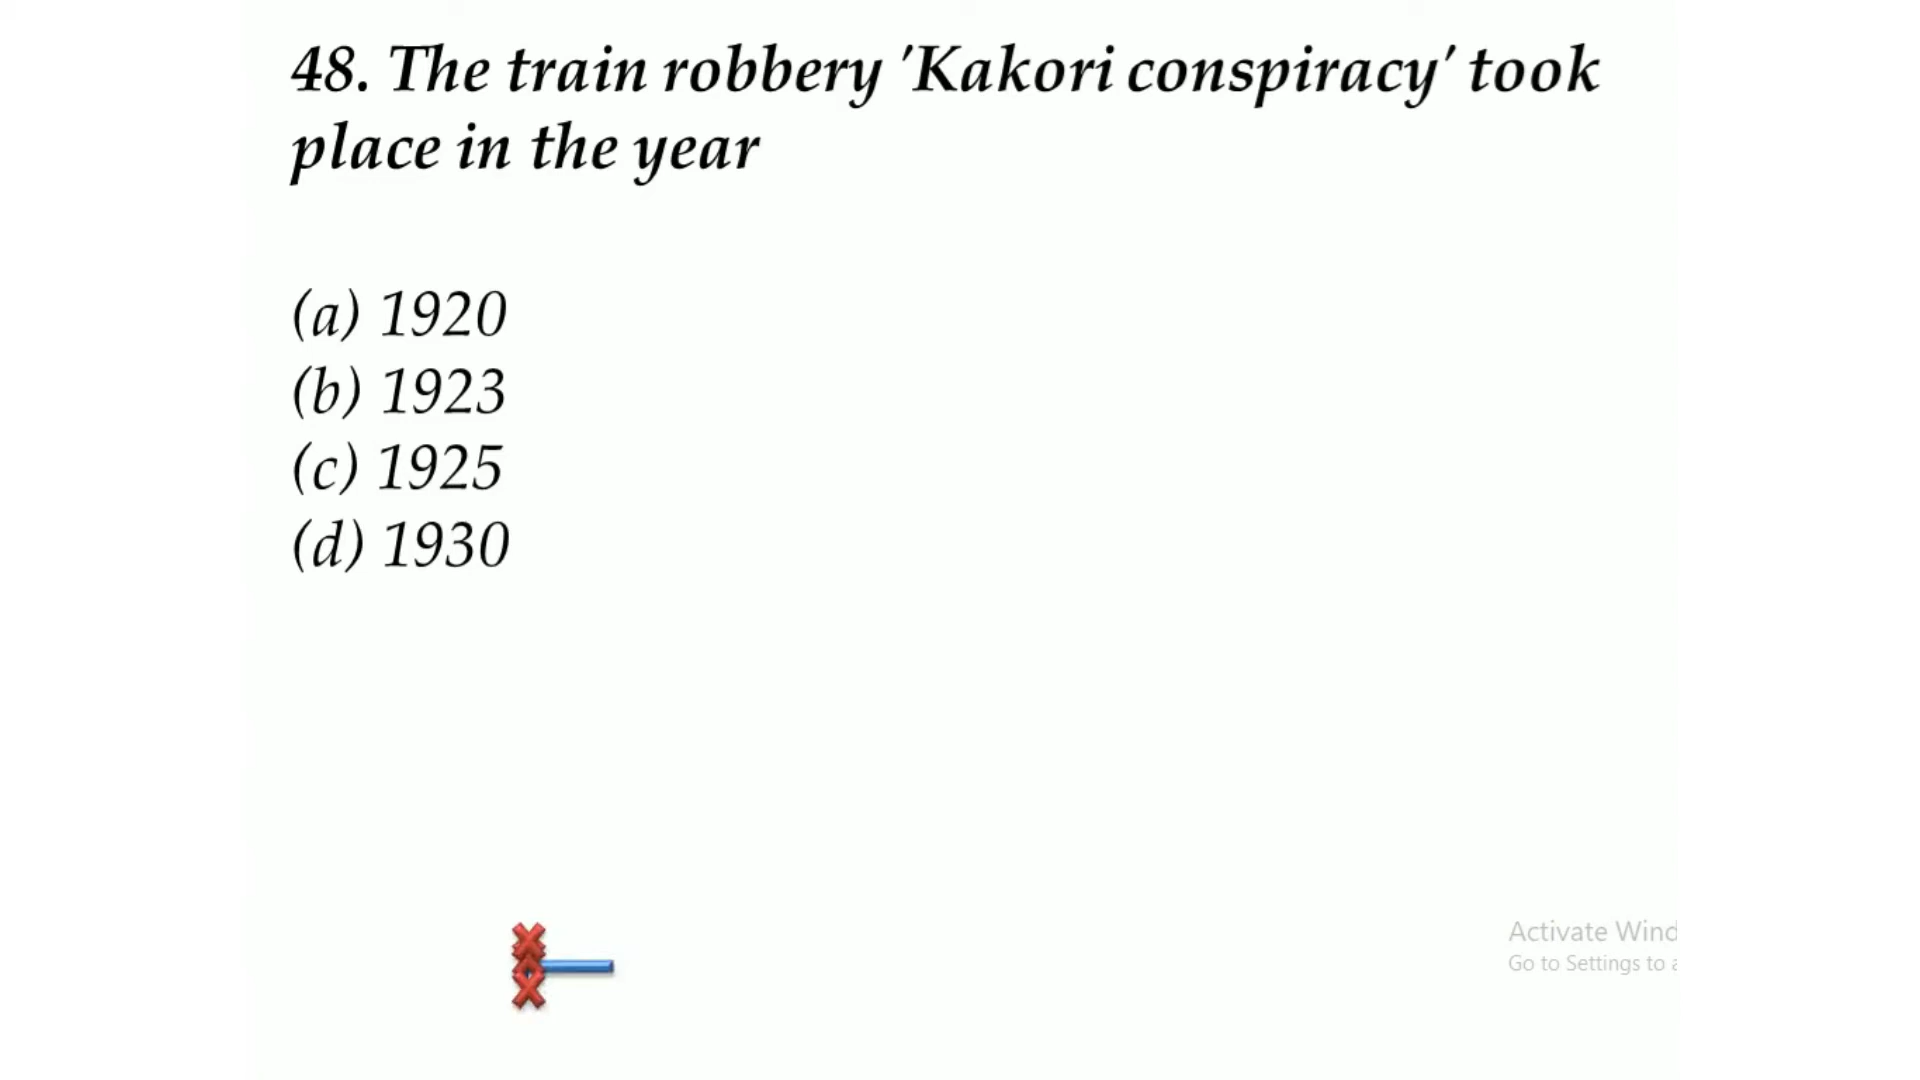 48. The train robbery 'Kakori conspiracy' took
place in the year
(a) 1920
(b) 1923
(c) 1925
(d) 1930
Activate Wind
Go to Settings to a